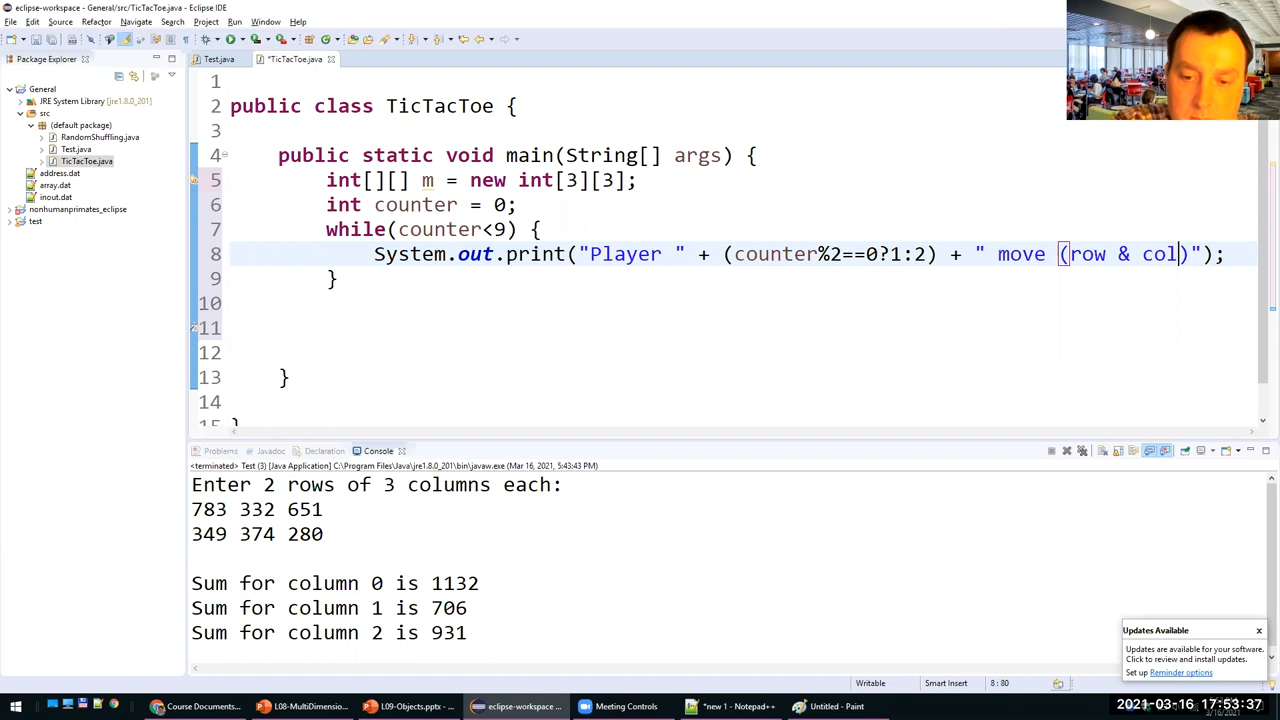 eclipse-workspace - General/src/TicTacToe.java - Eclipse IDE
File Edit Source Refactor Navigate Search Project Run Window Help
Package Explorer
Test.java
*TicTacToe.java
General
JRE System Library [jre1.8.0_201]
src
(default package)
RandomShuffling.java
Test.java
TicTacToe.java
address.dat
array.dat
inout.dat
nonhumanprimates_eclipse
test
1
2 public class TicTacToe {
3
4 public static void main(String[] args) {
5 int[][] m = new int[3][3];
6 int counter = 0;
7 while(counter<9) {
8 System.out.print("Player " + (counter%2==0?1:2) + " move (row & col)");
9 }
10
11
12
13 }
14
15 }
Problems Javadoc Declaration Console
<terminated> Test (3) [Java Application] C:\Program Files\Java\jre1.8.0_201\bin\javaw.exe (Mar 16, 2021, 5:43:43 PM)
Enter 2 rows of 3 columns each:
783 332 651
349 374 280
Sum for column 0 is 1132
Sum for column 1 is 706
Sum for column 2 is 931
Updates Available
Updates are available for your software.
Click to review and install updates.
Set up Reminder options
Writable Smart Insert 8 : 80
Course Documents... L08-MultiDimension... L09-Objects.pptx - ... eclipse-workspace ... Meeting Controls *new 1 - Notepad++ Untitled - Paint
2021-03-16 17:53:37